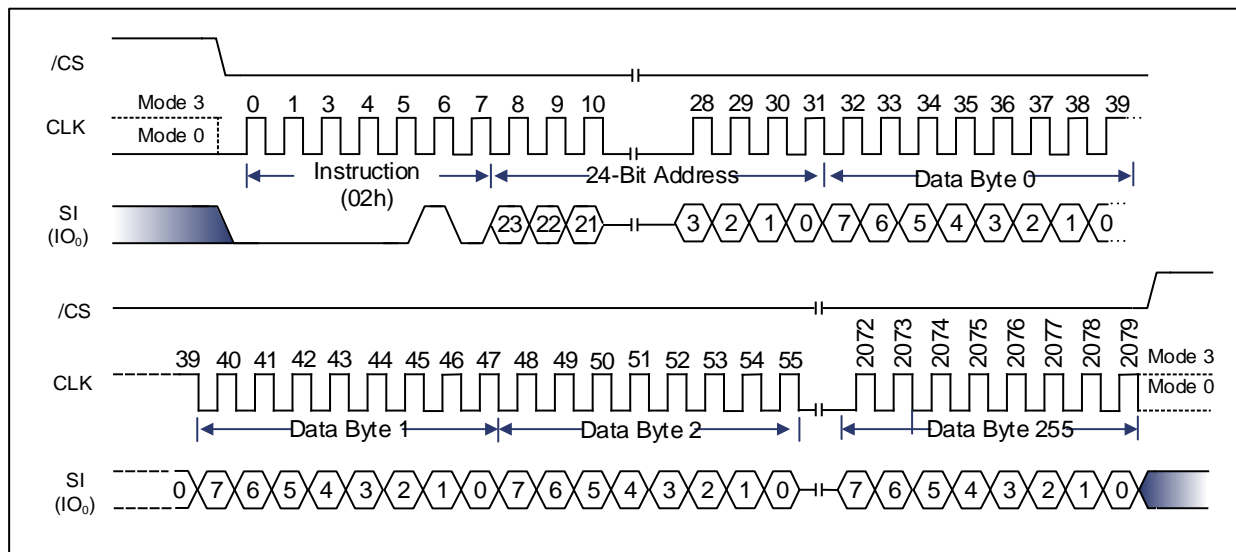 /CS
Mode 3
0 1 3 4 5 6 7 8 9 10 28 29 30 31 32 33 34 35 36 37 38 39
CLK
Mode 0
Instruction
(02h)
24-Bit Address
Data Byte 0
SI
(IO₀)
23 22 21 3 2 1 0 7 6 5 4 3 2 1 0
/CS
39 40 41 42 43 44 45 46 47 48 49 50 51 52 53 54 55 2072 2073 2074 2075 2076 2077 2078 2079
Mode 3
CLK
Mode 0
Data Byte 1
Data Byte 2
Data Byte 255
SI
(IO₀)
0 7 6 5 4 3 2 1 0 7 6 5 4 3 2 1 0 7 6 5 4 3 2 1 0